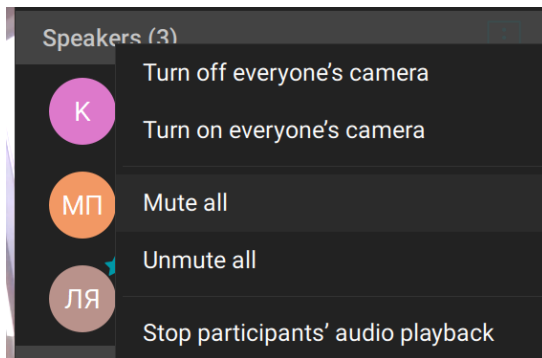 Speakers (3)
Turn off everyone’s camera
K
Turn on everyone’s camera
МП
Mute all
Unmute all
ЛЯ
Stop participants’ audio playback